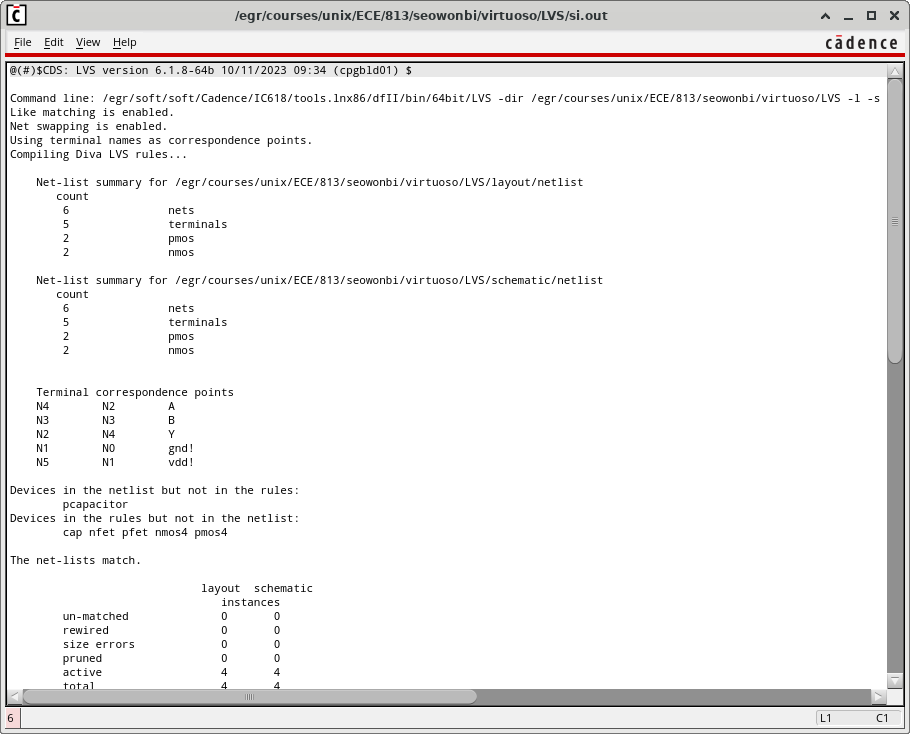 /egr/courses/unix/ECE/813/seowonbi/virtuoso/LVS/si.out
File Edit View Help
cādence
@(#)$CDS: LVS version 6.1.8-64b 10/11/2023 09:34 (cpgbld01) $
Command line: /egr/soft/soft/Cadence/IC618/tools.lnx86/dfII/bin/64bit/LVS -dir /egr/courses/unix/ECE/813/seowonbi/virtuoso/LVS -l -s
Like matching is enabled.
Net swapping is enabled.
Using terminal names as correspondence points.
Compiling Diva LVS rules...
Net-list summary for /egr/courses/unix/ECE/813/seowonbi/virtuoso/LVS/layout/netlist
count
6 nets
5 terminals
2 pmos
2 nmos
Net-list summary for /egr/courses/unix/ECE/813/seowonbi/virtuoso/LVS/schematic/netlist
count
6 nets
5 terminals
2 pmos
2 nmos
Terminal correspondence points
N4 N2 A
N3 N3 B
N2 N4 Y
N1 N0 gnd!
N5 N1 vdd!
Devices in the netlist but not in the rules:
pcapacitor
Devices in the rules but not in the netlist:
cap nfet pfet nmos4 pmos4
The net-lists match.
layout schematic
instances
un-matched 0 0
rewired 0 0
size errors 0 0
pruned 0 0
active 4 4
total 4 4
6 L1 C1